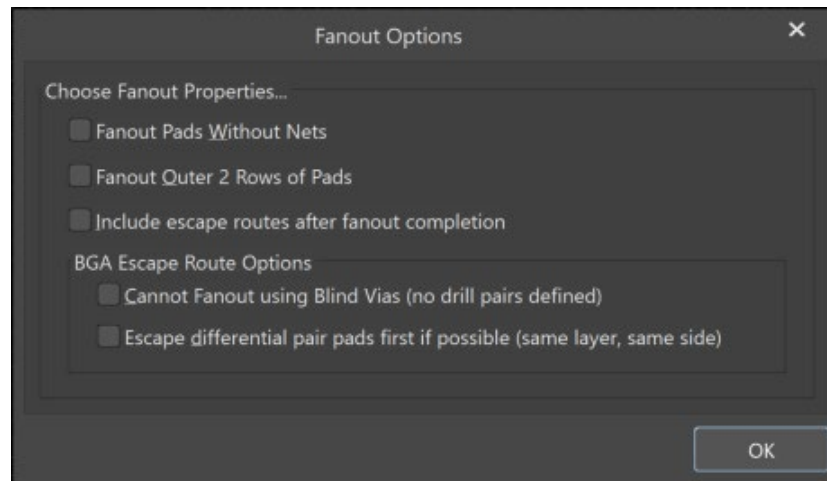 Fanout Options
Choose Fanout Properties...
Fanout Pads Without Nets
Fanout Outer 2 Rows of Pads
Include escape routes after fanout completion
BGA Escape Route Options
Cannot Fanout using Blind Vias (no drill pairs defined)
Escape differential pair pads first if possible (same layer, same side)
OK